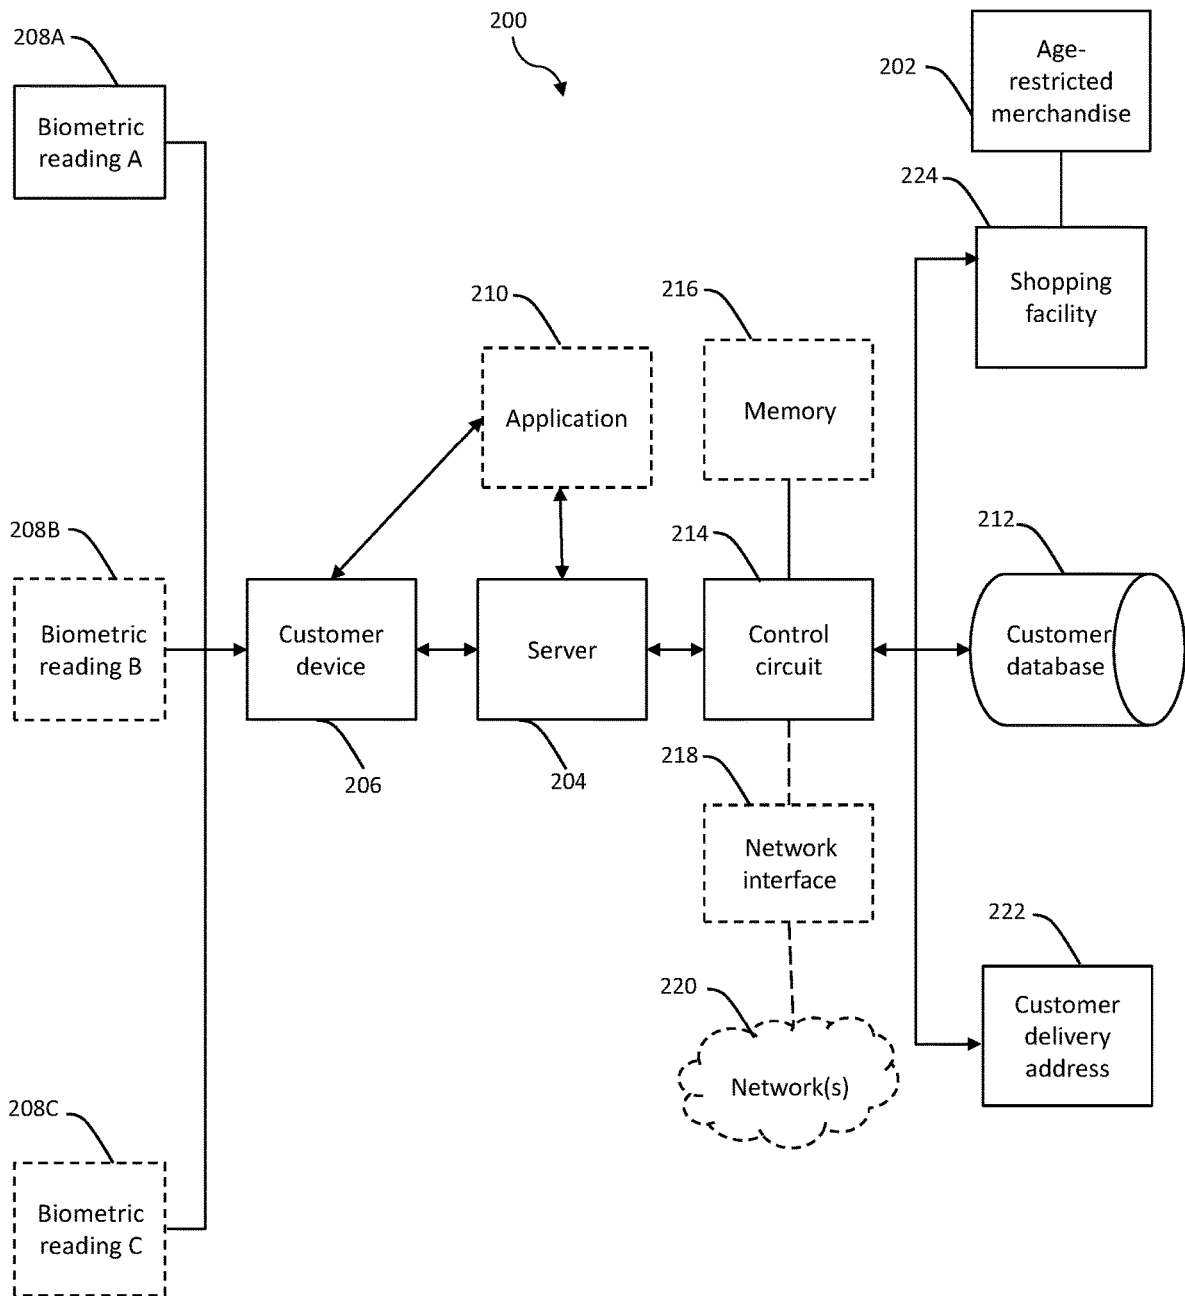 200
208A
Biometric
reading A
202
Age-
restricted
merchandise
224
Shopping
facility
210
Application
216
Memory
208B
Biometric
reading B
Customer
device
206
Server
204
214
Control
circuit
212
Customer
database
218
Network
interface
220
Network(s)
222
Customer
delivery
address
208C
Biometric
reading C